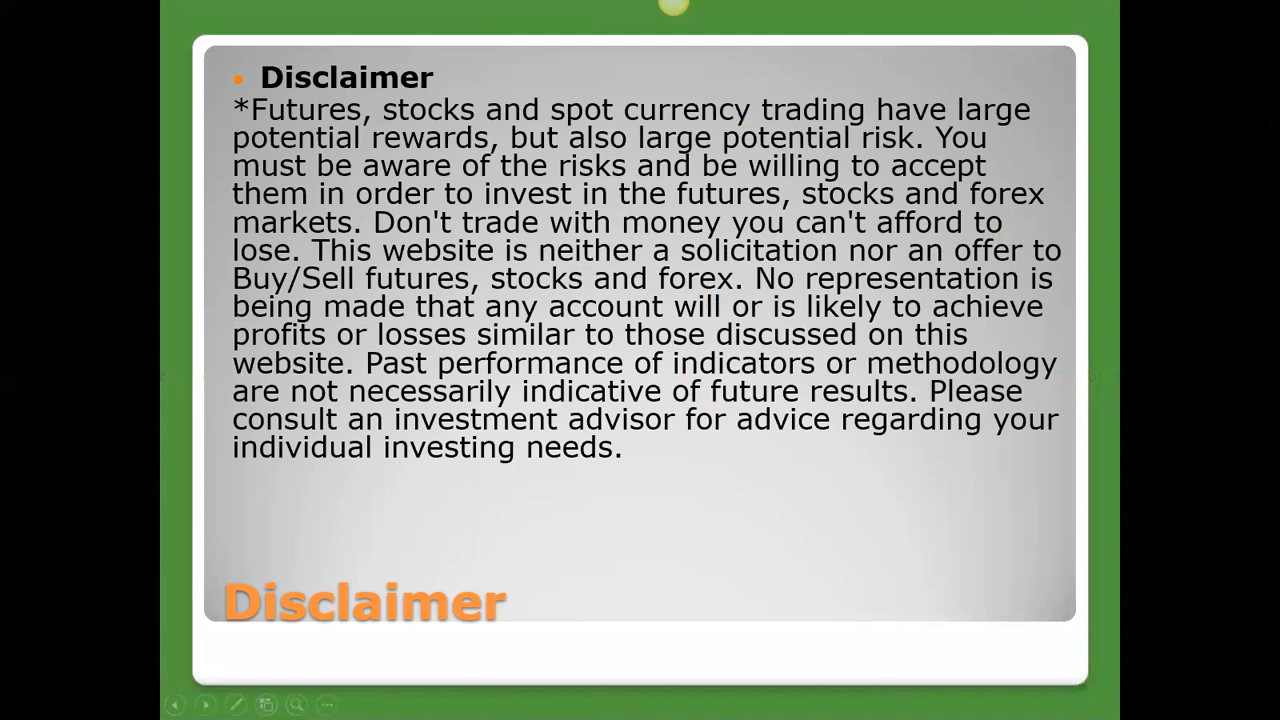 Disclaimer
*Futures, stocks and spot currency trading have large
potential rewards, but also large potential risk. You
must be aware of the risks and be willing to accept
them in order to invest in the futures, stocks and forex
markets. Don't trade with money you can't afford to
lose. This website is neither a solicitation nor an offer to
Buy/Sell futures, stocks and forex. No representation is
being made that any account will or is likely to achieve
profits or losses similar to those discussed on this
website. Past performance of indicators or methodology
are not necessarily indicative of future results. Please
consult an investment advisor for advice regarding your
individual investing needs.
Disclaimer